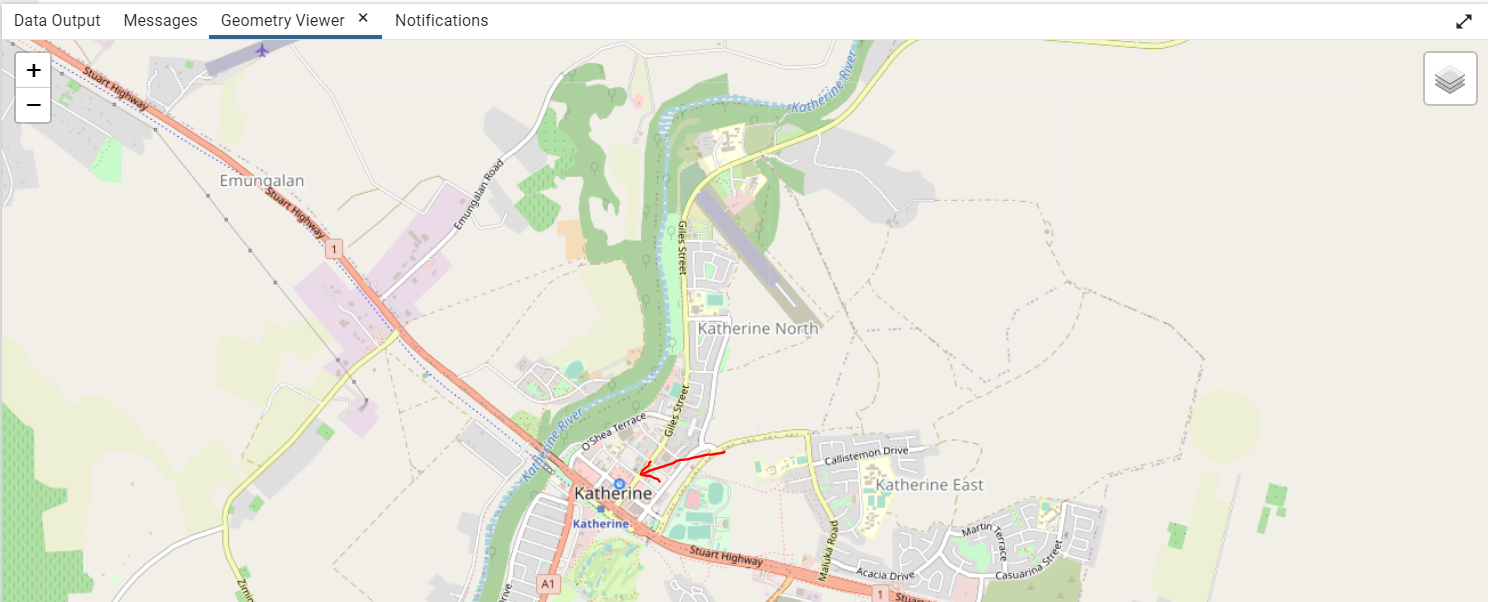 Data Output Messages Geometry Viewer ✕ Notifications
+
−
Stuart Highway
Katherine River
Emungalan
Emungalan Road
Stuart Highway
1
Giles Street
Katherine North
Giles Street
O'Shea Terrace
Katherine River
Callistemon Drive
Katherine East
Katherine
Katherine
Stuart Highway
Maluka Road
Martin Terrace
Casuarina Street
Acacia Drive
A1
1